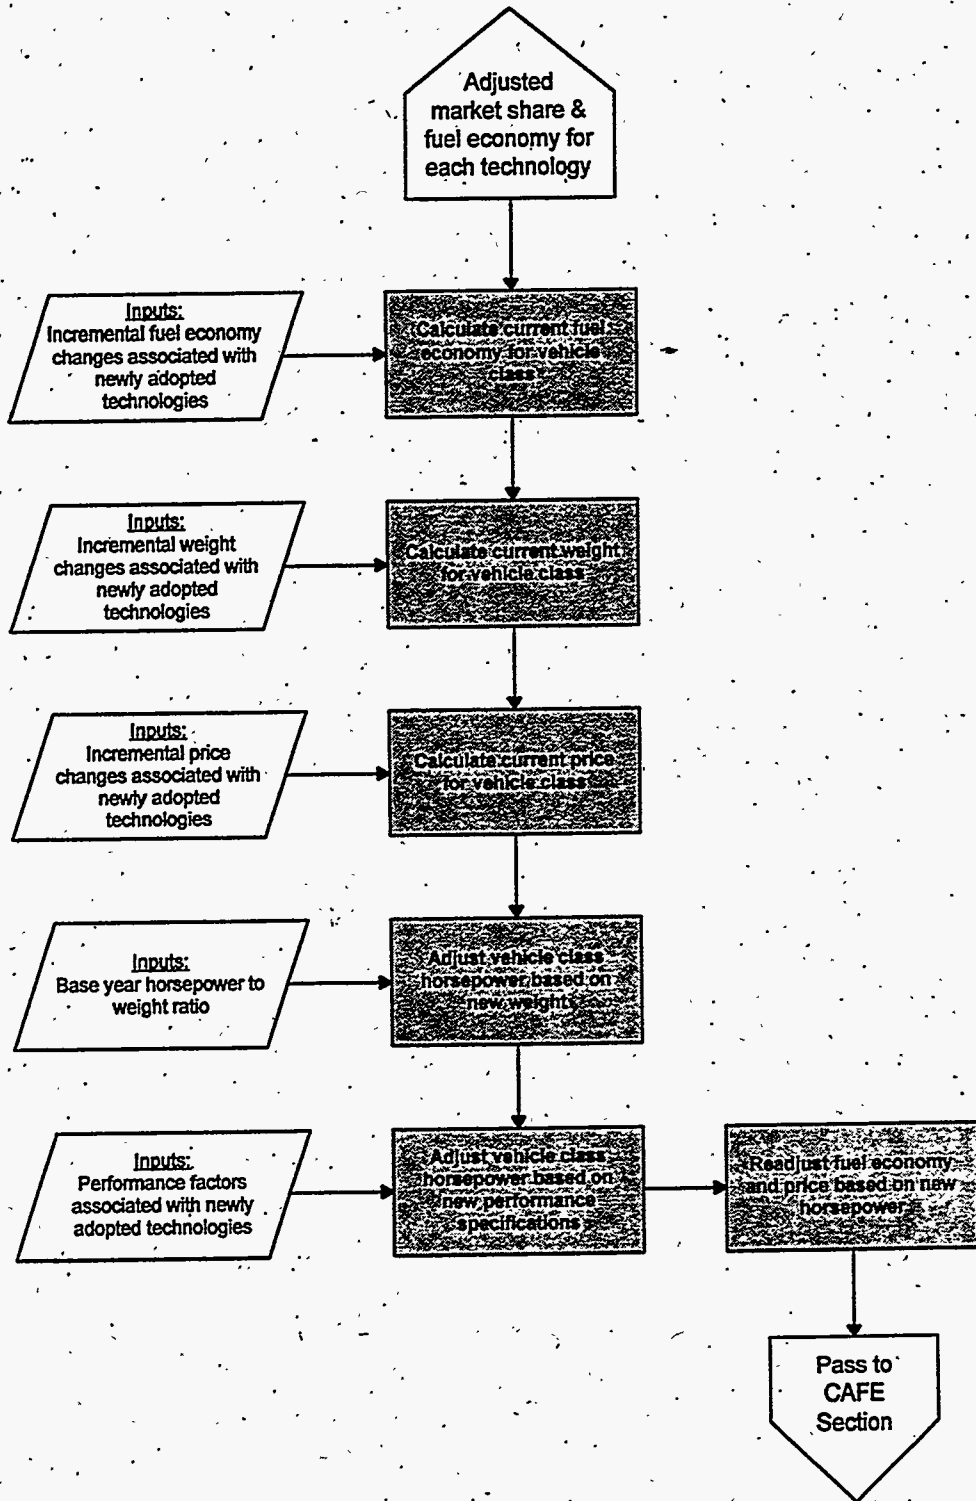 Adjusted
market share &
fuel economy for
each technology
Inputs:
Incremental fuel economy
changes associated with
newly adopted
technologies
Calculate current fuel
economy for vehicle
class
Inputs:
Incremental weight
changes associated with
newly adopted
technologies
Calculate current weight
for vehicle class
Inputs:
Incremental price
changes associated with
newly adopted
technologies
Calculate current price
for vehicle class
Inputs:
Base year horsepower to
weight ratio
Adjust vehicle class
horsepower based on
new weights
Inputs:
Performance factors
associated with newly
adopted technologies
Adjust vehicle class
horsepower based on
new performance
specifications
Readjust fuel economy
and price based on new
horsepower
Pass to
CAFE
Section